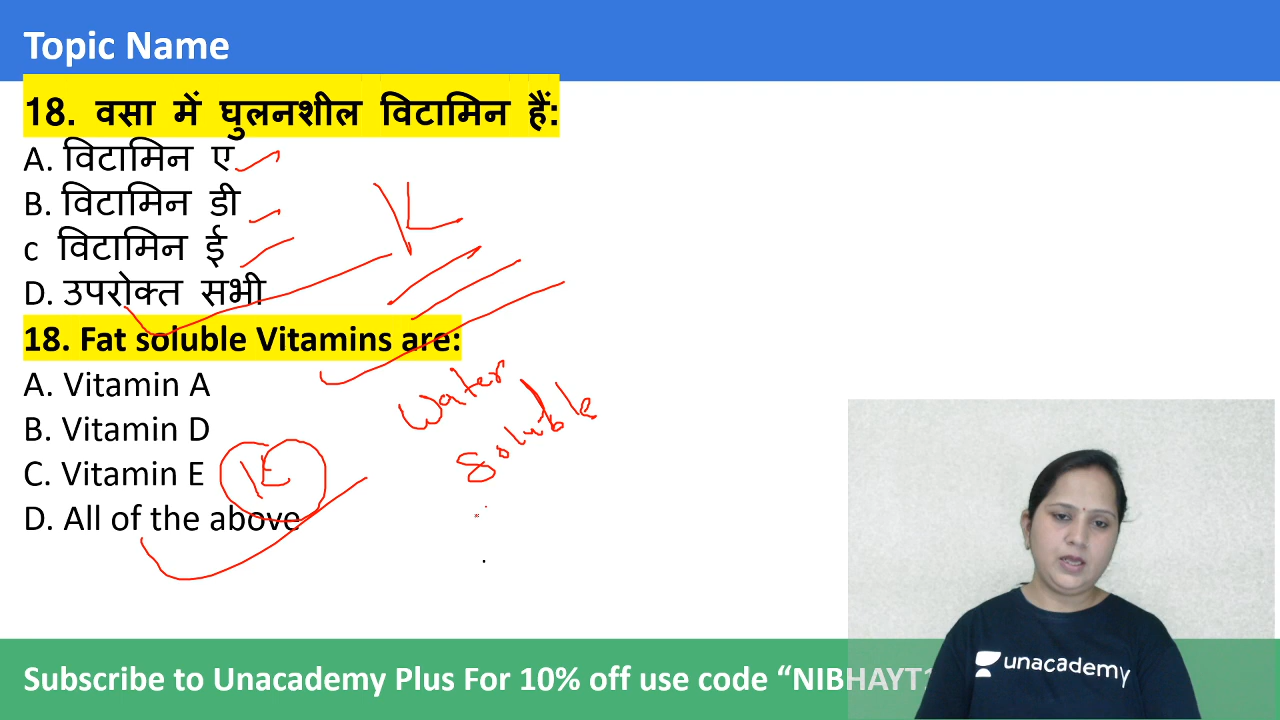 Topic Name
18. वसा में घुलनशील विटामिन हैं:
A. विटामिन ए
B. विटामिन डी
c विटामिन ई
D. उपरोक्त सभी
K
18. Fat soluble Vitamins are:
A. Vitamin A
B. Vitamin D
C. Vitamin E
D. All of the above
K
Water
Soluble
unacademy
Subscribe to Unacademy Plus For 10% off use code “NIBHAYT